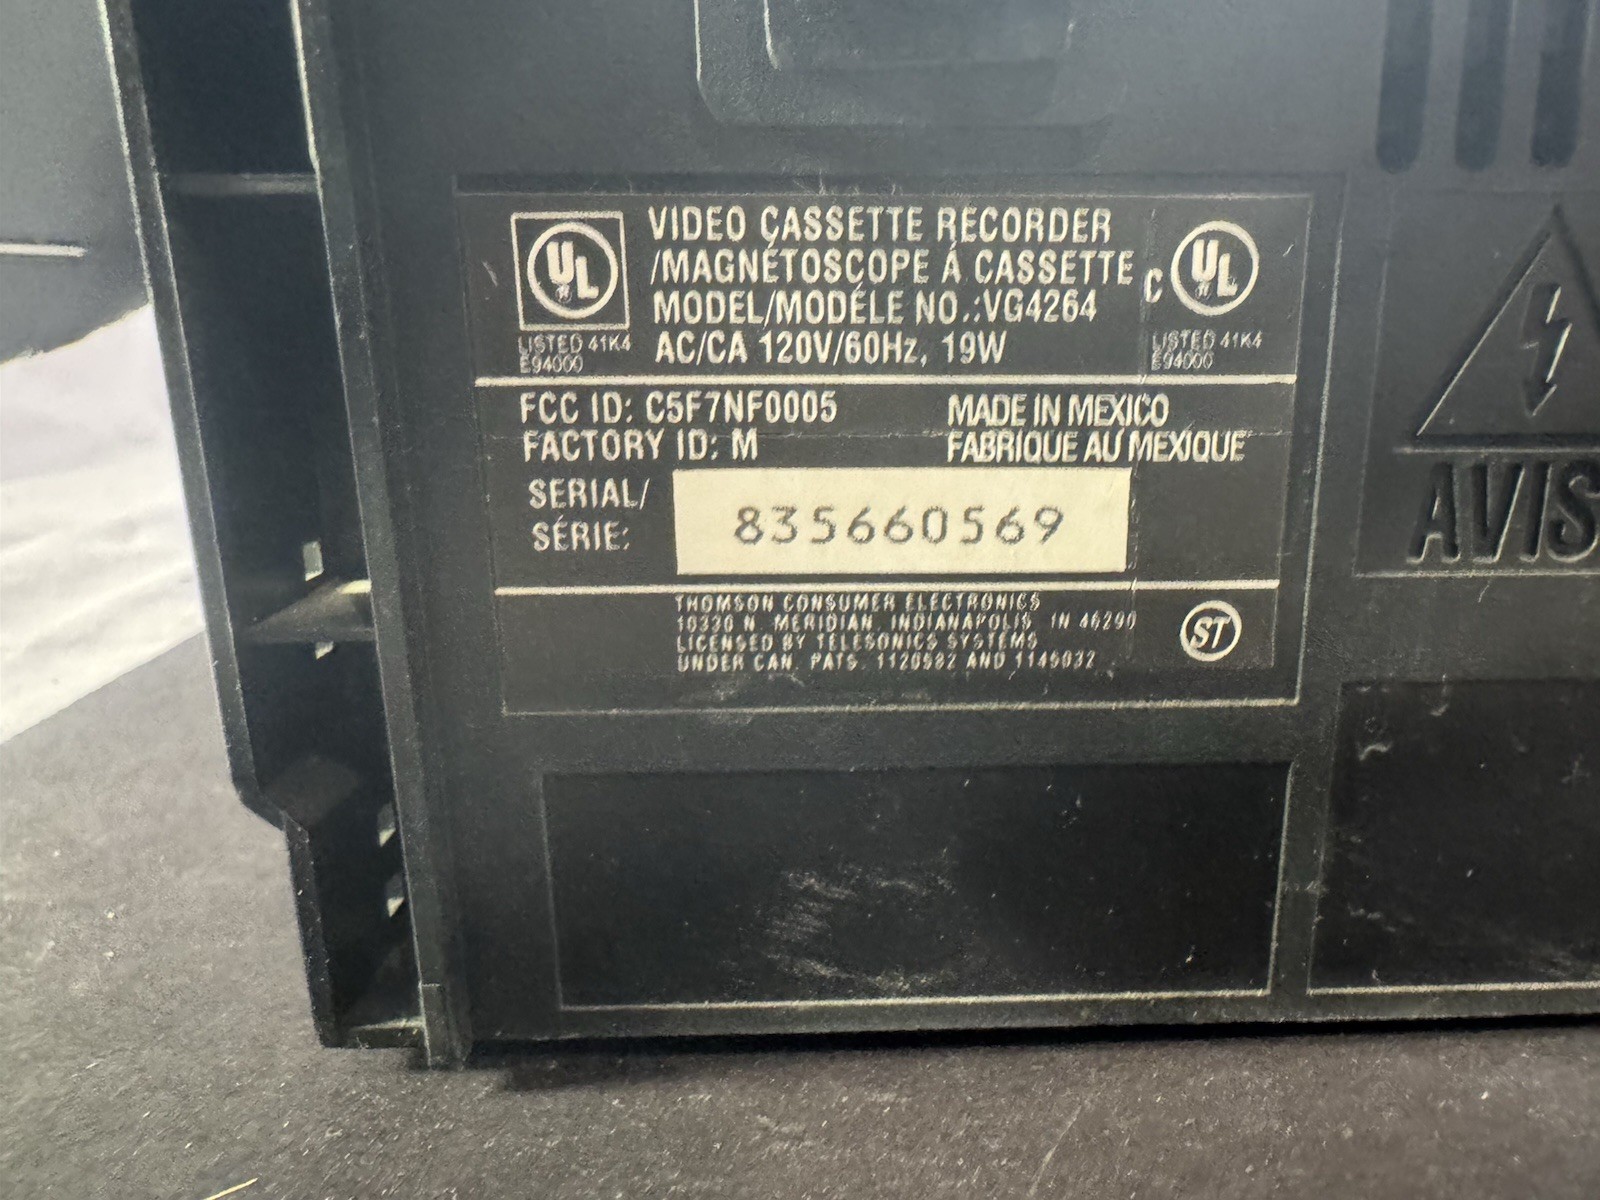 UL
VIDEO CASSETTE RECORDER
/MAGNÉTOSCOPE À CASSETTE
MODEL/MODÈLE NO.:VG4264
AC/CA 120V/60Hz, 19W
LISTED 41K4
E94000
C UL
LISTED 41K4
E94000
FCC ID: C5F7NF0005
FACTORY ID: M
MADE IN MEXICO
FABRIQUE AU MEXIQUE
SERIAL/
SÉRIE:
835660569
THOMSON CONSUMER ELECTRONICS
10330 N. MERIDIAN, INDIANAPOLIS IN 46290
LICENSED BY TELESONICS SYSTEMS
UNDER CAN. PATS. 1120582 AND 1145032
ST
AVIS